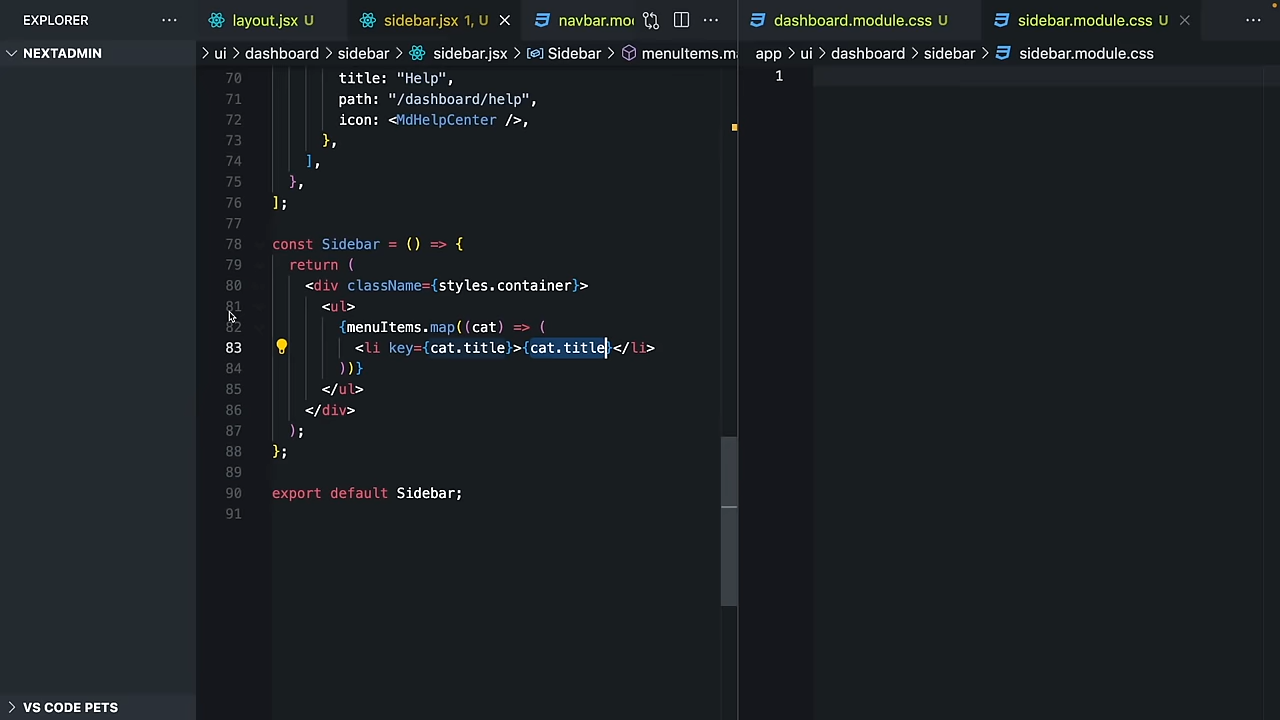 EXPLORER
layout.jsx U
sidebar.jsx 1, U
navbar.mo
dashboard.module.css U
sidebar.module.css U
NEXTADMIN
ui > dashboard > sidebar > sidebar.jsx > Sidebar > menuItems.ma
app > ui > dashboard > sidebar > sidebar.module.css
70 title: "Help",
71 path: "/dashboard/help",
72 icon: <MdHelpCenter />,
73 },
74 ],
75 },
76 ];
77
78 const Sidebar = () => {
79 return (
80 <div className={styles.container}>
81 <ul>
82 {menuItems.map((cat) => (
83 <li key={cat.title}>{cat.title}</li>
84 ))}
85 </ul>
86 </div>
87 );
88 };
89
90 export default Sidebar;
91
1
VS CODE PETS